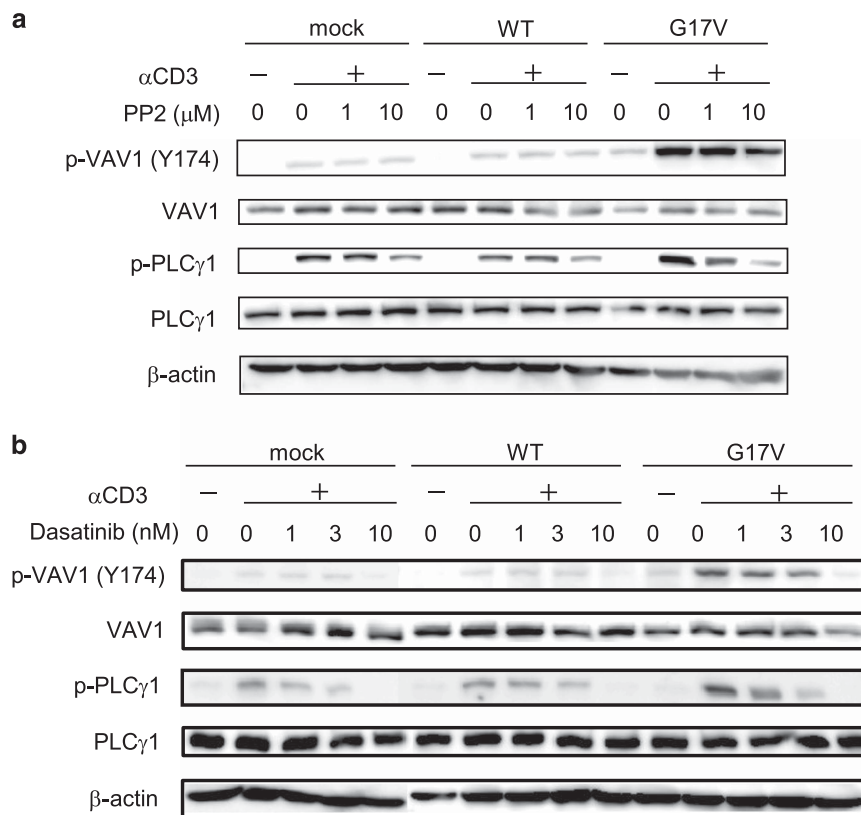 a
mock WT G17V
αCD3 − + − + − +
PP2 (μM) 0 0 1 10 0 0 1 10 0 0 1 10
p-VAV1 (Y174)
VAV1
p-PLCγ1
PLCγ1
β-actin
b
mock WT G17V
αCD3 − + − + − +
Dasatinib (nM) 0 0 1 3 10 0 0 1 3 10 0 0 1 3 10
p-VAV1 (Y174)
VAV1
p-PLCγ1
PLCγ1
β-actin